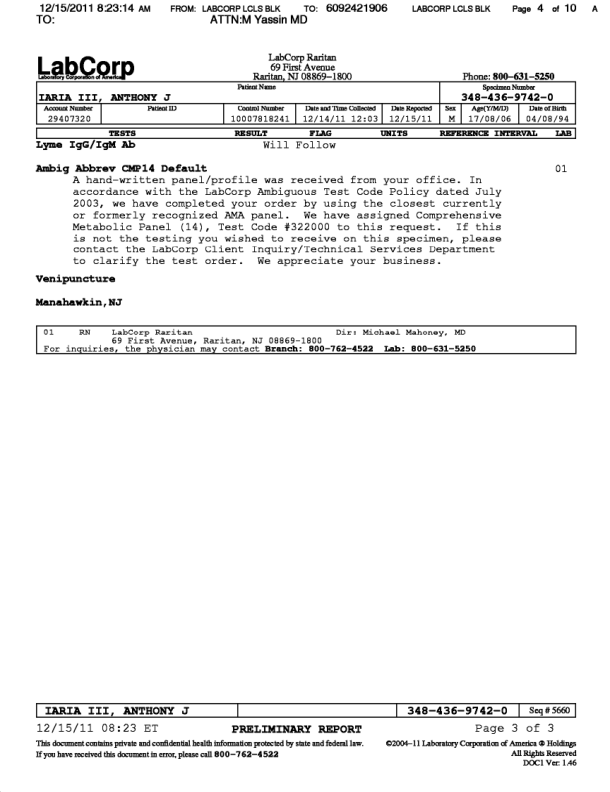 12/15/2011 8:23:14 AM FROM: LABCORP LCLS BLK TO: 6092421906 LABCORP LCLS BLK Page 4 of 10 A
TO: ATTN:M Yassin MD
LabCorp
Laboratory Corporation of America
LabCorp Raritan
69 First Avenue
Raritan, NJ 08869-1800
Phone: 800-631-5250
Patient Name Specimen Number
IARIA III, ANTHONY J 348-436-9742-0
Account Number Patient ID Control Number Date and Time Collected Date Reported Sex Age(Y/M/D) Date of Birth
29407320 10007818241 12/14/11 12:03 12/15/11 M 17/08/06 04/08/94
TESTS RESULT FLAG UNITS REFERENCE INTERVAL LAB
Lyme IgG/IgM Ab Will Follow
Ambig Abbrev CMP14 Default 01
A hand-written panel/profile was received from your office. In
accordance with the LabCorp Ambiguous Test Code Policy dated July
2003, we have completed your order by using the closest currently
or formerly recognized AMA panel. We have assigned Comprehensive
Metabolic Panel (14), Test Code #322000 to this request. If this
is not the testing you wished to receive on this specimen, please
contact the LabCorp Client Inquiry/Technical Services Department
to clarify the test order. We appreciate your business.
Venipuncture
Manahawkin,NJ
01 RN LabCorp Raritan Dir: Michael Mahoney, MD
69 First Avenue, Raritan, NJ 08869-1800
For inquiries, the physician may contact Branch: 800-762-4522 Lab: 800-631-5250
IARIA III, ANTHONY J 348-436-9742-0 Seq # 5660
12/15/11 08:23 ET PRELIMINARY REPORT Page 3 of 3
This document contains private and confidential health information protected by state and federal law.
If you have received this document in error, please call 800-762-4522
©2004-11 Laboratory Corporation of America ® Holdings
All Rights Reserved
DOC1 Ver: 1.46